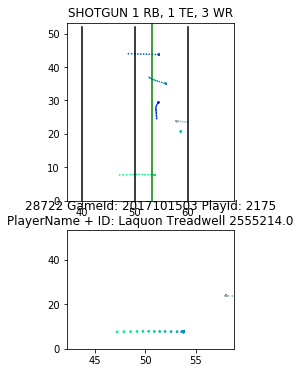 SHOTGUN 1 RB, 1 TE, 3 WR
50
40
30
20
10
0
40 50 60
28722 GameId: 2017101503 PlayId: 2175
PlayerName + ID: Laquon Treadwell 2555214.0
40
20
0
45 50 55